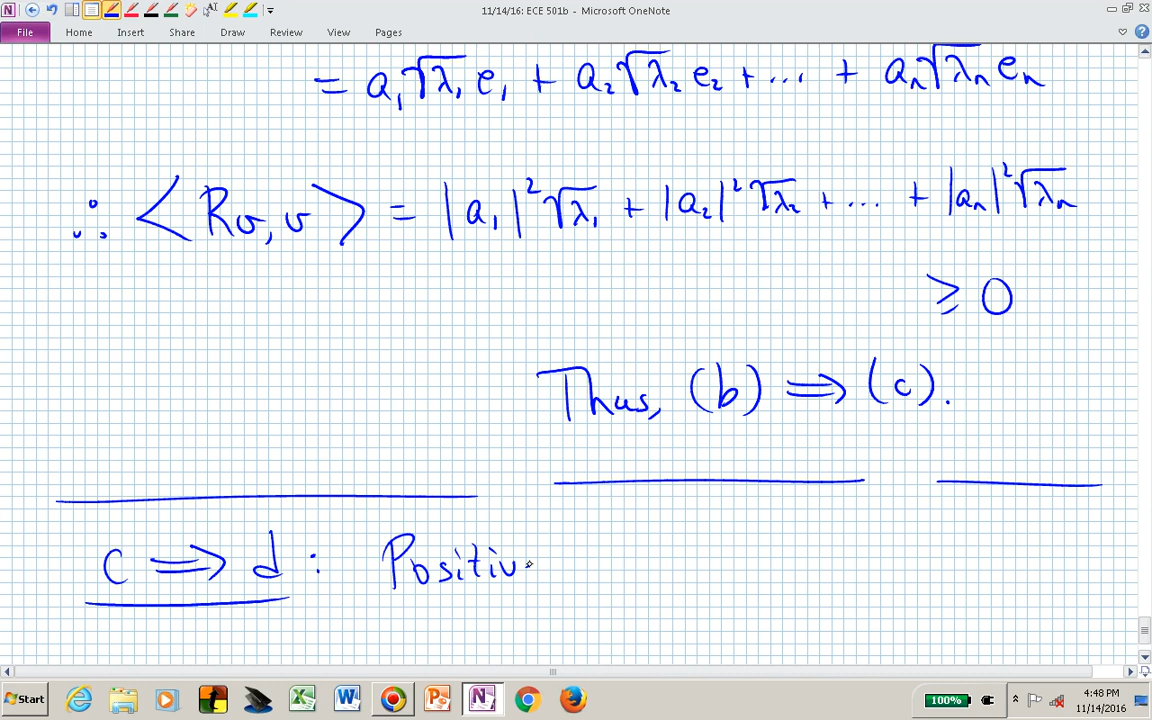 11/14/16: ECE 501b - Microsoft OneNote
File Home Insert Share Draw Review View Pages
= a₁√λ₁ e₁ + a₂√λ₂ e₂ + ... + aₙ√λₙ eₙ
∴ <Rv, v> = |a₁|²√λ₁ + |a₂|²√λ₂ + ... + |aₙ|²√λₙ
≥ 0
Thus, (b) ⟹ (c).
c ⟹ d : Positiv
Start 100% 4:48 PM
11/14/2016